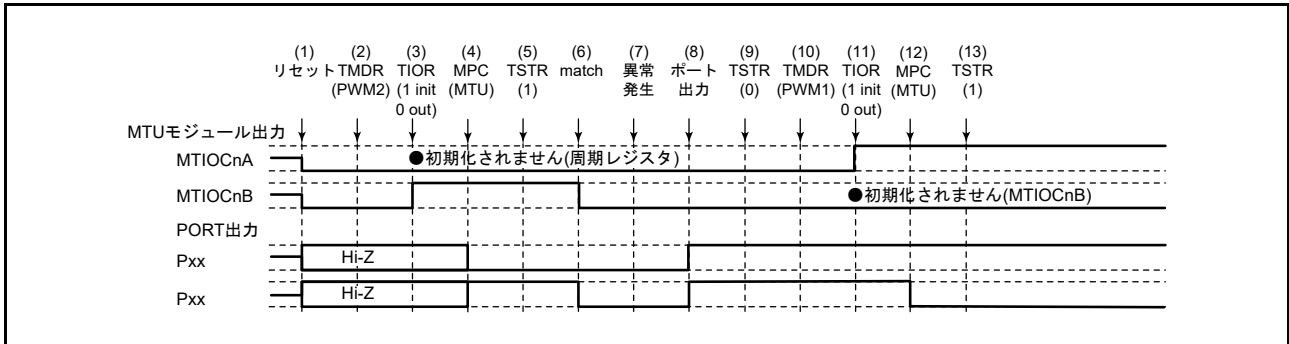 (1) (2) (3) (4) (5) (6) (7) (8) (9) (10) (11) (12) (13)
リセット TMDR TIOR MPC TSTR match 異常 ポート TSTR TMDR TIOR MPC TSTR
(PWM2) (1 init (MTU) (1) 発生 出力 (0) (PWM1) (1 init (MTU) (1)
0 out) 0 out)
MTUモジュール出力
MTIOCnA ●初期化されません(周期レジスタ)
MTIOCnB ●初期化されません(MTIOCnB)
PORT出力
Pxx Hi-Z
Pxx Hi-Z